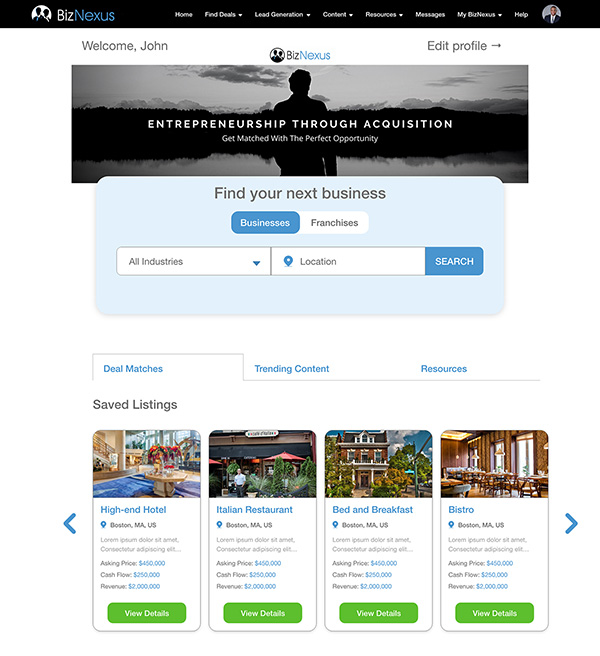 BizNexus Home Find Deals Lead Generation Content Resources Messages My BizNexus Help
Welcome, John
Edit profile →
BizNexus
ENTREPRENEURSHIP THROUGH ACQUISITION
Get Matched With The Perfect Opportunity
Find your next business
Businesses Franchises
All Industries Location SEARCH
Deal Matches Trending Content Resources
Saved Listings
High-end Hotel
Boston, MA, US
Lorem ipsum dolor sit amet,
Consectetur adipiscing elit....
Asking Price: $450,000
Cash Flow: $250,000
Revenue: $2,000,000
View Details
Italian Restaurant
Boston, MA, US
Lorem ipsum dolor sit amet,
Consectetur adipiscing elit....
Asking Price: $450,000
Cash Flow: $250,000
Revenue: $2,000,000
View Details
Bed and Breakfast
Boston, MA, US
Lorem ipsum dolor sit amet,
Consectetur adipiscing elit....
Asking Price: $450,000
Cash Flow: $250,000
Revenue: $2,000,000
View Details
Bistro
Boston, MA, US
Lorem ipsum dolor sit amet,
Consectetur adipiscing elit....
Asking Price: $450,000
Cash Flow: $250,000
Revenue: $2,000,000
View Details